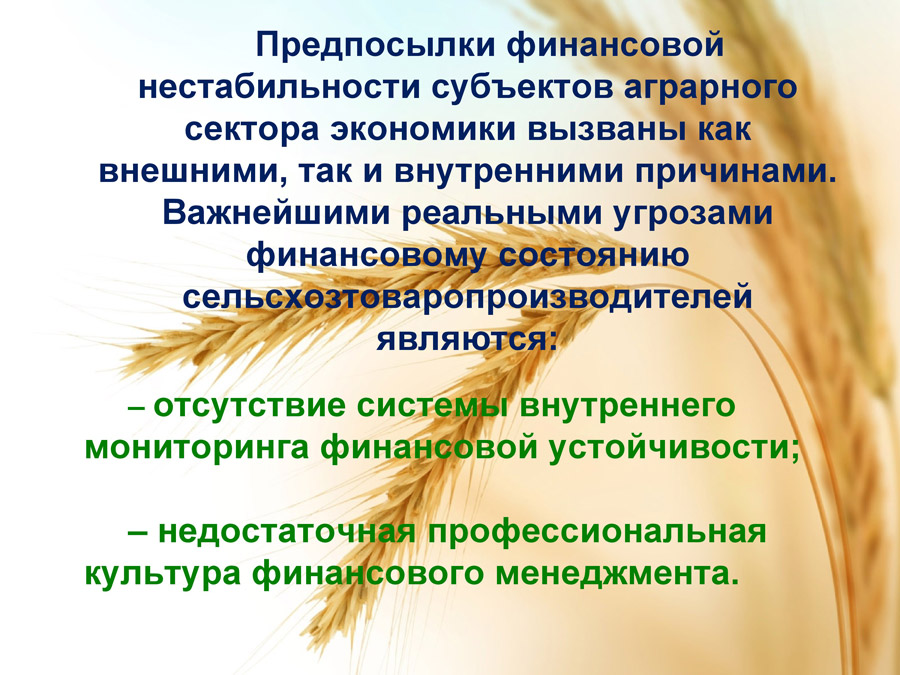 Предпосылки финансовой
нестабильности субъектов аграрного
сектора экономики вызваны как
внешними, так и внутренними причинами.
Важнейшими реальными угрозами
финансовому состоянию
сельсхозтоваропроизводителей
являются:
– отсутствие системы внутреннего
мониторинга финансовой устойчивости;
– недостаточная профессиональная
культура финансового менеджмента.